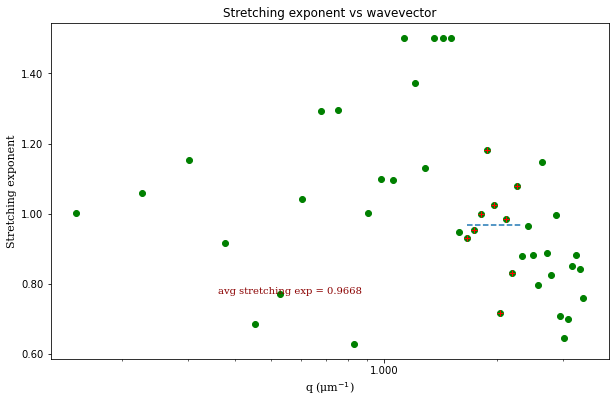 Stretching exponent vs wavevector
Stretching exponent
1.40
1.20
1.00
0.80
0.60
avg stretching exp = 0.9668
1.000
q (μm⁻¹)